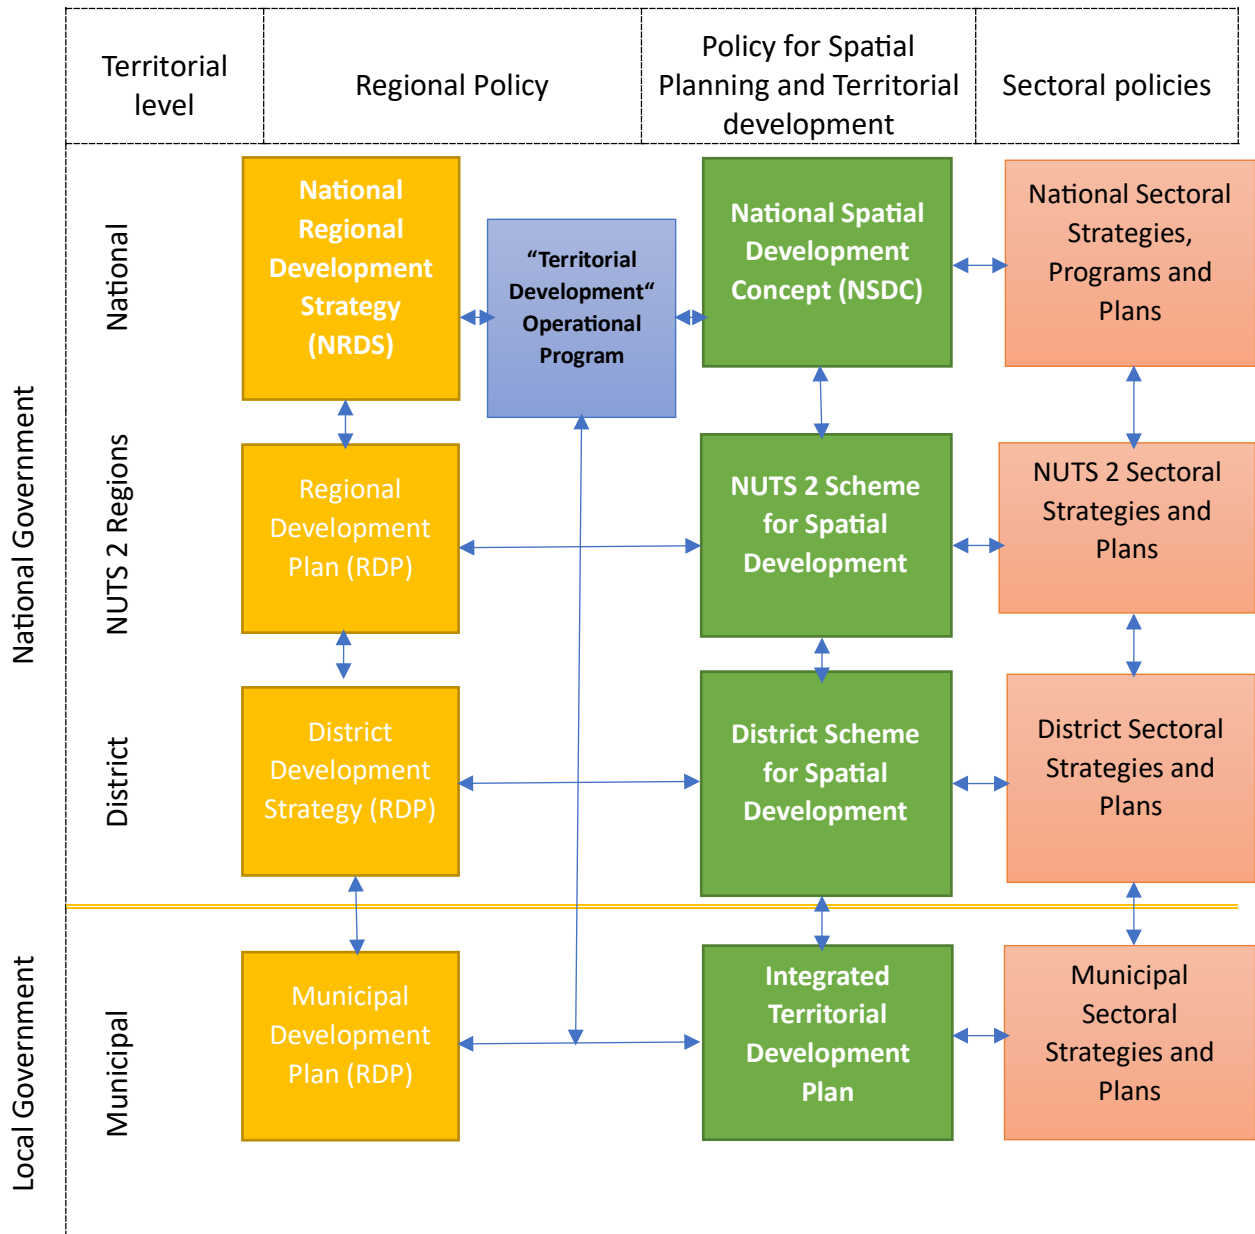 Territorial
level
Regional Policy
Policy for Spatial
Planning and Territorial
development
Sectoral policies
National Government
National
National
Regional
Development
Strategy
(NRDS)
“Territorial
Development“
Operational
Program
National Spatial
Development
Concept (NSDC)
National Sectoral
Strategies,
Programs and
Plans
NUTS 2 Regions
Regional
Development
Plan (RDP)
NUTS 2 Scheme
for Spatial
Development
NUTS 2 Sectoral
Strategies and
Plans
District
District
Development
Strategy (RDP)
District Scheme
for Spatial
Development
District Sectoral
Strategies and
Plans
Local Government
Municipal
Municipal
Development
Plan (RDP)
Integrated
Territorial
Development
Plan
Municipal
Sectoral
Strategies and
Plans